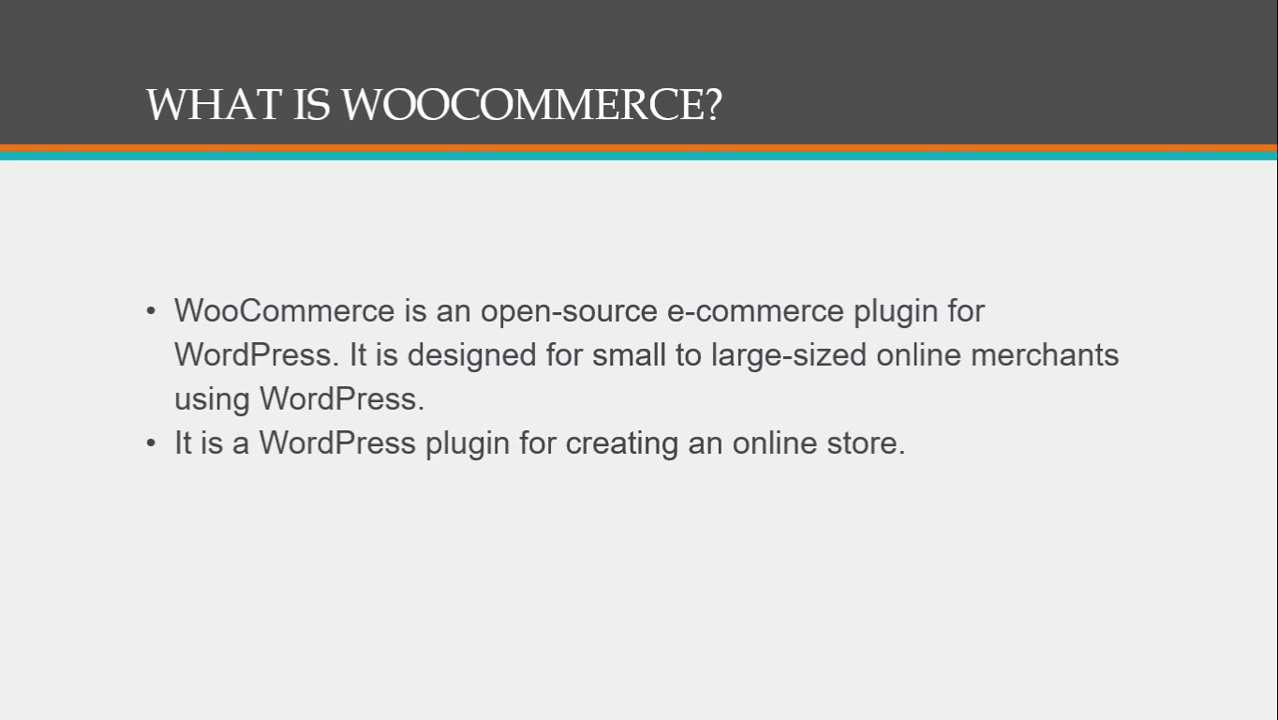 WHAT IS WOOCOMMERCE?
• WooCommerce is an open-source e-commerce plugin for
WordPress. It is designed for small to large-sized online merchants
using WordPress.
• It is a WordPress plugin for creating an online store.